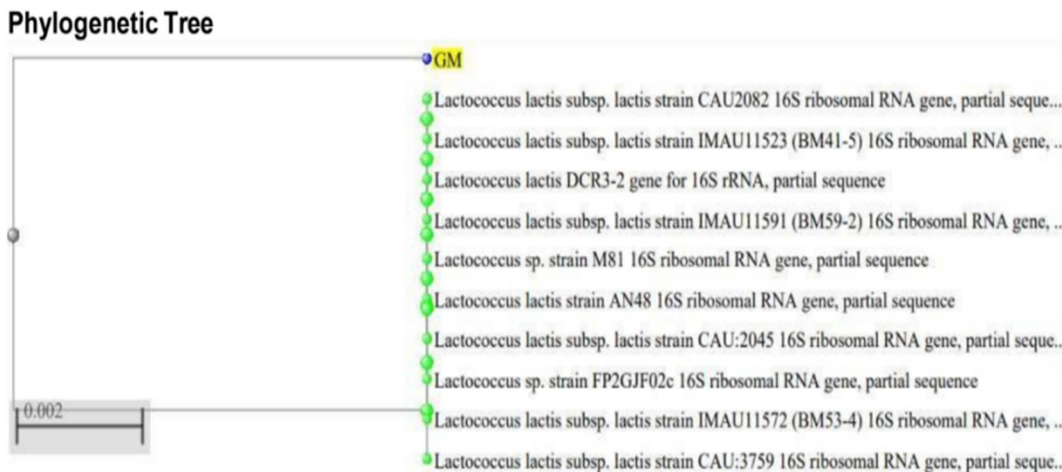 Phylogenetic Tree
GM
Lactococcus lactis subsp. lactis strain CAU2082 16S ribosomal RNA gene, partial seque...
Lactococcus lactis subsp. lactis strain IMAU11523 (BM41-5) 16S ribosomal RNA gene, ..
Lactococcus lactis DCR3-2 gene for 16S rRNA, partial sequence
Lactococcus lactis subsp. lactis strain IMAU11591 (BM59-2) 16S ribosomal RNA gene, ..
Lactococcus sp. strain M81 16S ribosomal RNA gene, partial sequence
Lactococcus lactis strain AN48 16S ribosomal RNA gene, partial sequence
Lactococcus lactis subsp. lactis strain CAU:2045 16S ribosomal RNA gene, partial seque..
Lactococcus sp. strain FP2GJF02c 16S ribosomal RNA gene, partial sequence
0.002
Lactococcus lactis subsp. lactis strain IMAU11572 (BM53-4) 16S ribosomal RNA gene, ..
Lactococcus lactis subsp. lactis strain CAU:3759 16S ribosomal RNA gene, partial seque..